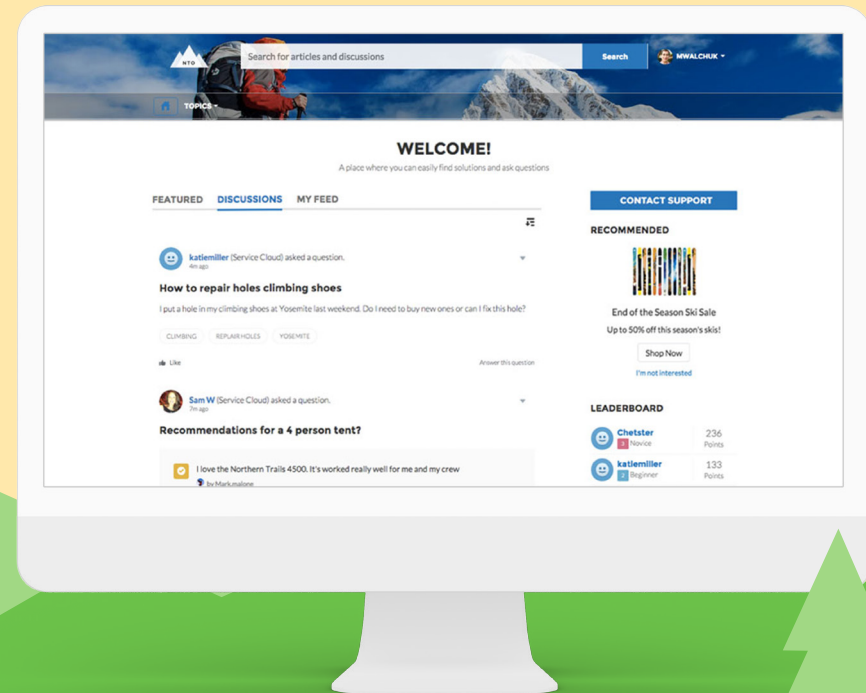 NTO
Search for articles and discussions
Search
MWALCHUK
TOPICS
WELCOME!
A place where you can easily find solutions and ask questions
FEATURED DISCUSSIONS MY FEED
katiemiller (Service Cloud) asked a question.
4m ago
How to repair holes climbing shoes
I put a hole in my climbing shoes at Yosemite last weekend. Do I need to buy new ones or can I fix this hole?
CLIMBING REPLAIR HOLES YOSEMITE
Like Answer this question
Sam W (Service Cloud) asked a question.
7m ago
Recommendations for a 4 person tent?
I love the Northern Trails 4500. It's worked really well for me and my crew
by Mark.malone
CONTACT SUPPORT
RECOMMENDED
End of the Season Ski Sale
Up to 50% off this season's skis!
Shop Now
I'm not interested
LEADERBOARD
Chetster 236
3 Novice Points
katiemiller 133
2 Beginner Points